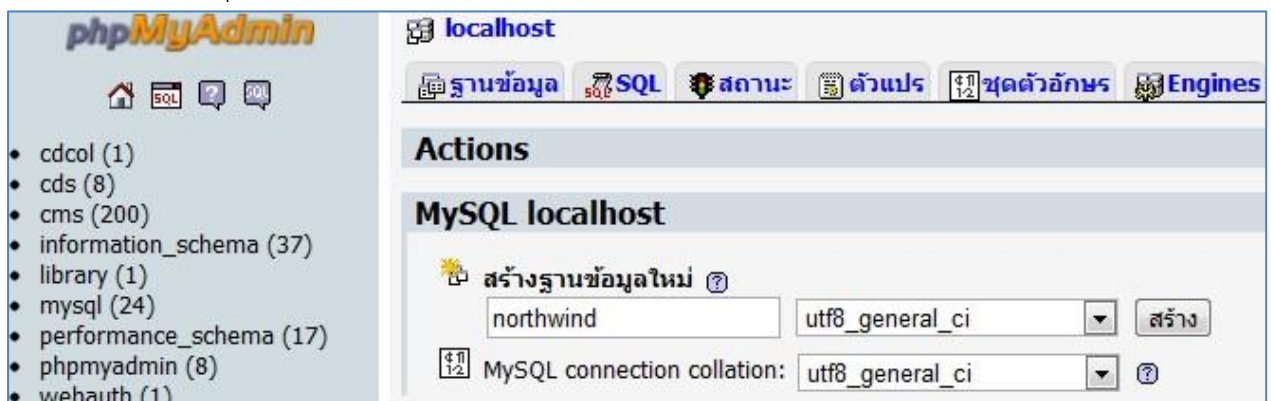 phpMyAdmin
cdcol (1)
cds (8)
cms (200)
information_schema (37)
library (1)
mysql (24)
performance_schema (17)
phpmyadmin (8)
webauth (1)
localhost
ฐานข้อมูล SQL สถานะ ตัวแปร ชุดตัวอักษร Engines
Actions
MySQL localhost
สร้างฐานข้อมูลใหม่
northwind utf8_general_ci สร้าง
MySQL connection collation: utf8_general_ci